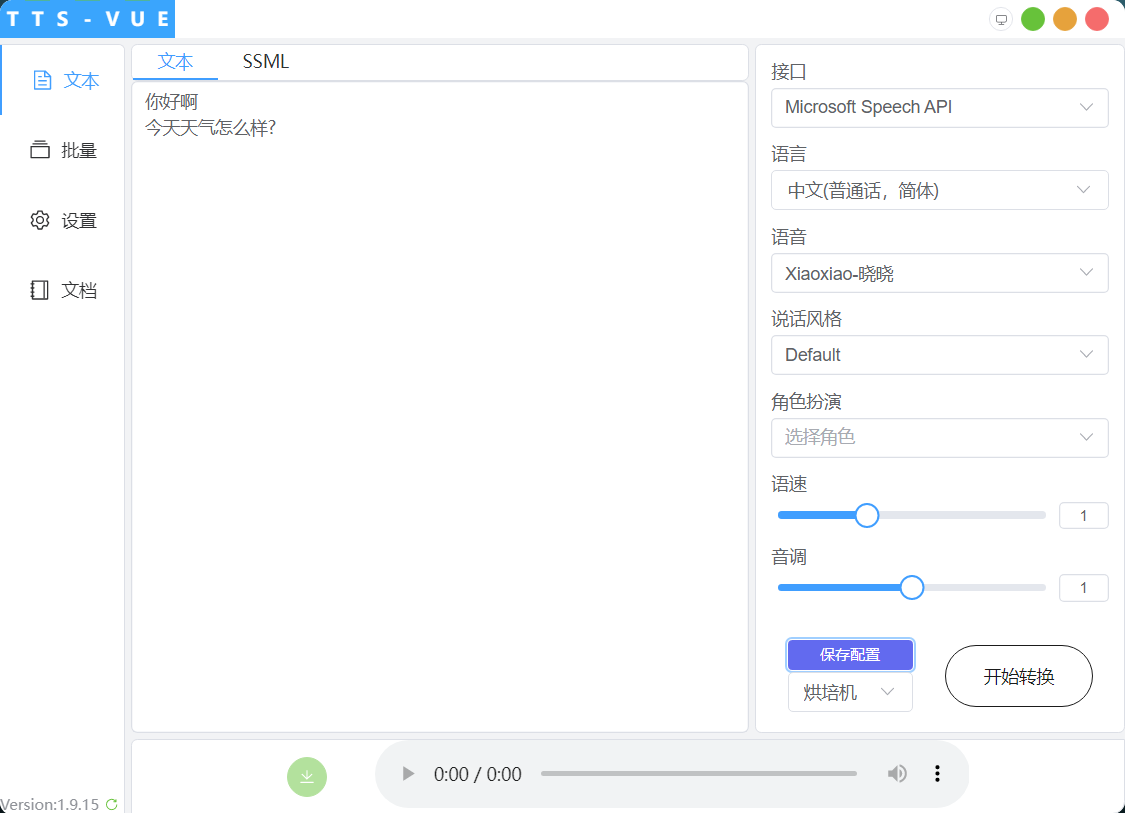 TTS-VUE
文本
批量
设置
文档
Version:1.9.15
文本
SSML
你好啊
今天天气怎么样?
接口
Microsoft Speech API
语言
中文(普通话，简体)
语音
Xiaoxiao-晓晓
说话风格
Default
角色扮演
选择角色
语速
1
音调
1
保存配置
烘培机
开始转换
0:00 / 0:00